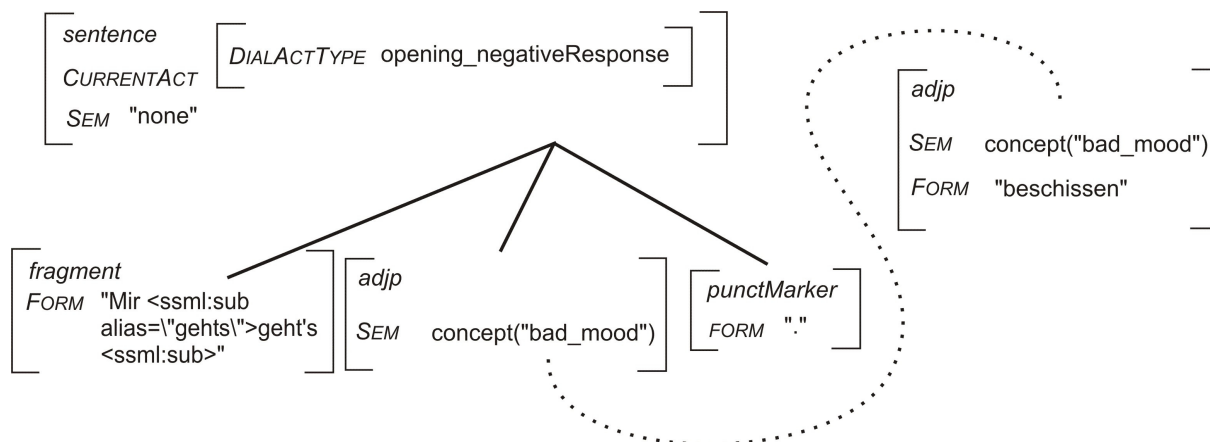 sentence
CURRENTACT
DIALACTTYPE opening_negativeResponse
SEM "none"
adjp
SEM concept("bad_mood")
FORM "beschissen"
fragment
FORM "Mir <ssml:sub
alias=\"gehts\">geht's
<ssml:sub>"
adjp
SEM concept("bad_mood")
punctMarker
FORM "."